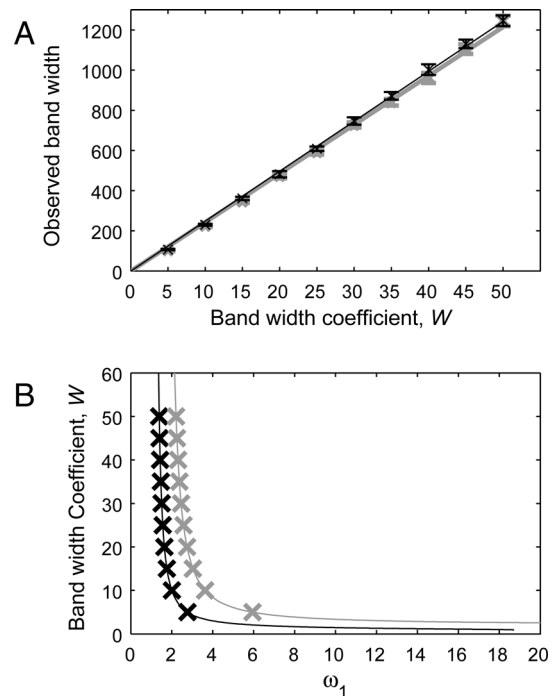 A
Observed band width
1200
1000
800
600
400
200
0
0 5 10 15 20 25 30 35 40 45 50
Band width coefficient, W
B
Band width Coefficient, W
60
50
40
30
20
10
0
0 2 4 6 8 10 12 14 16 18 20
ω1